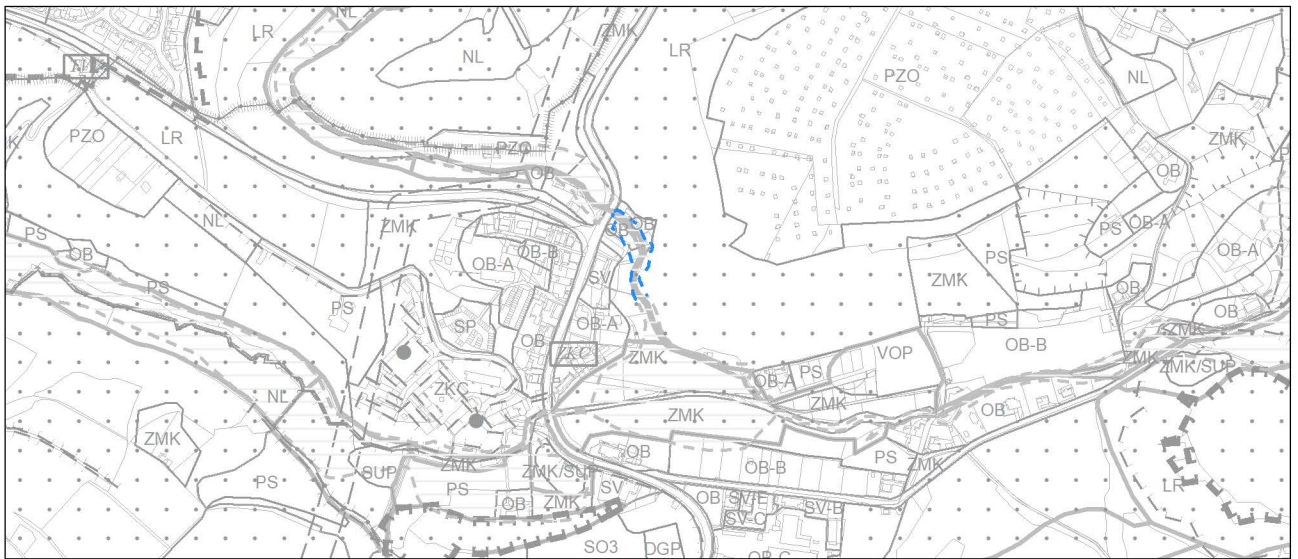 NL
LR
ZMK
LR
NL
PZO
NL
ZMK
PZO
LR
PZO
OB
OB
NL
ZMK
OB
OB
PS
OB-A
PS
OB
OB-B
OB-A
SV
OB-A
ZMK
PS
PS
PS
OB
SP
OB-A
PS
OB
ZMK
OB
ZKC
ZMK
OB-B
VOP
ZMK
ZMK/SUP
OB-A
PS
ZKC
NL
ZMK
ZMK
OB
ZMK
SUP
ZMK
ZMK/SUP
OB
OB-B
PS
ZMK
PS
PS
OB
ZMK
SV
OB
SV-E
SV-B
SV-C
LR
SO3
DGP
OB-C